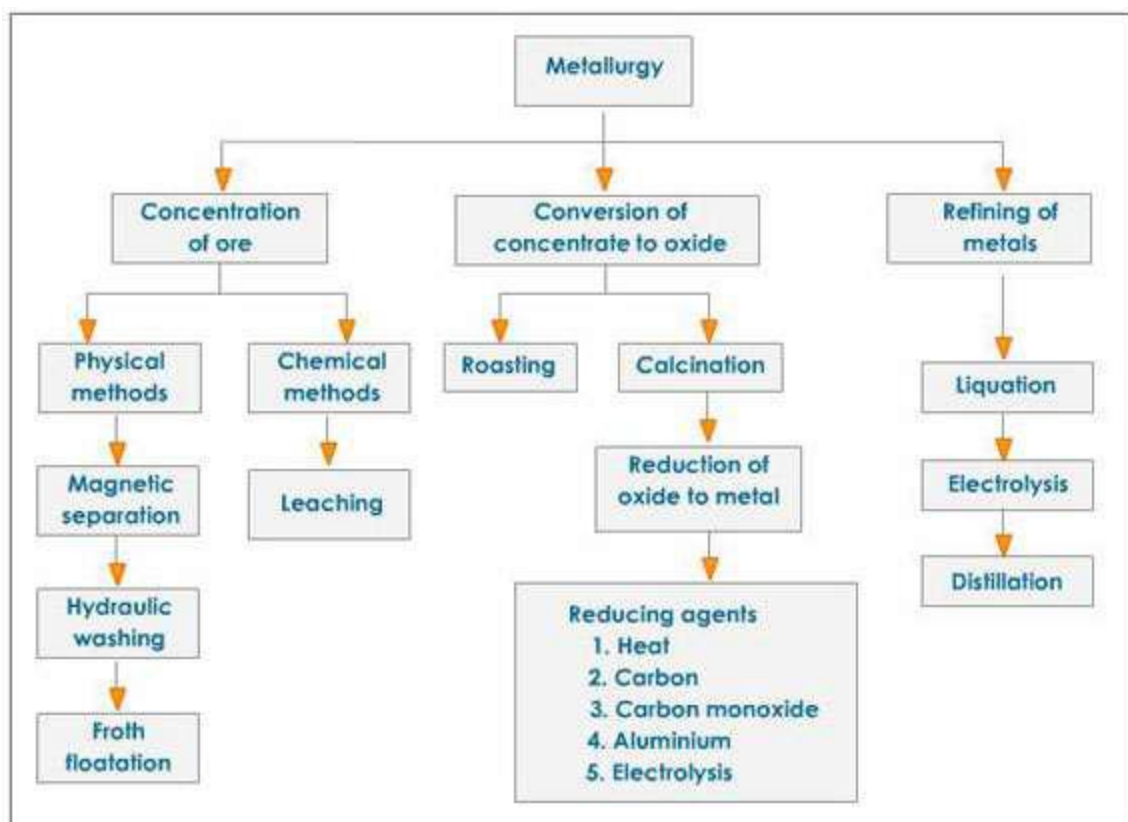 Metallurgy
Concentration
of ore
Conversion of
concentrate to oxide
Refining of
metals
Physical
methods
Chemical
methods
Roasting
Calcination
Liquation
Magnetic
separation
Leaching
Reduction of
oxide to metal
Electrolysis
Hydraulic
washing
Reducing agents
1. Heat
2. Carbon
3. Carbon monoxide
4. Aluminium
5. Electrolysis
Distillation
Froth
floatation